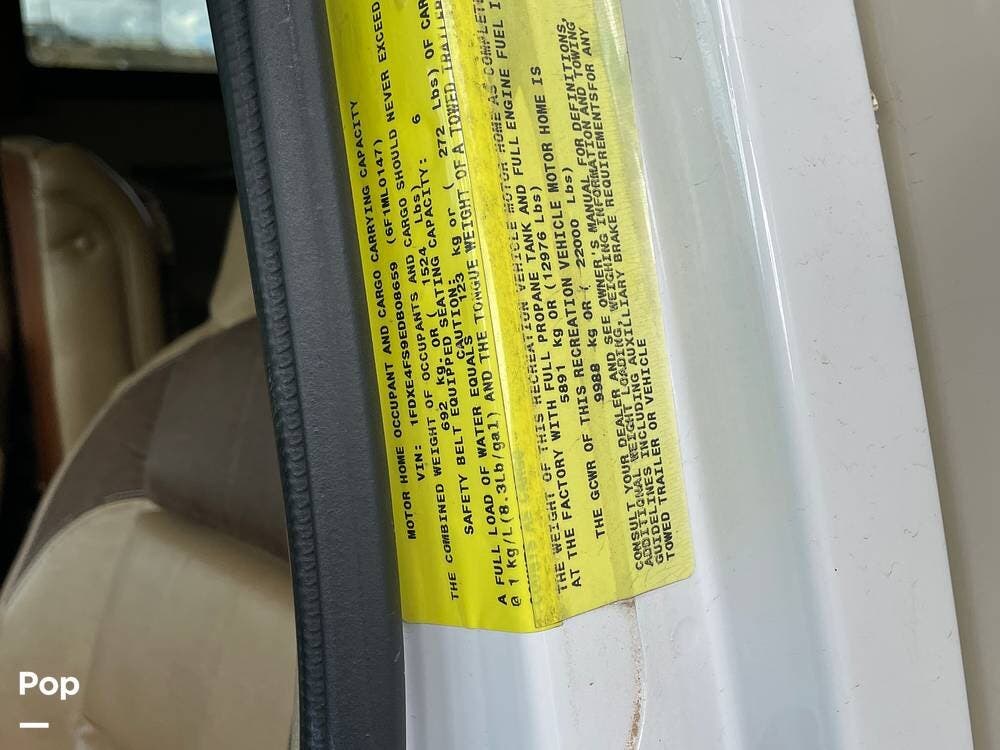 MOTOR HOME OCCUPANT AND CARGO CARRYING CAPACITY
VIN: 1FDXE4FS9EDB08659 (6F1ML0147)
THE COMBINED WEIGHT OF OCCUPANTS AND CARGO SHOULD NEVER EXCEED
692 kg. or ( 1524 Lbs)
SAFETY BELT EQUIPPED SEATING CAPACITY: 6
CAUTION:
A FULL LOAD OF WATER EQUALS 123 kg or ( 272 Lbs) OF CAR
@ 1 kg/L(8.3lb/gal) AND THE TONGUE WEIGHT OF A TOWED TRAILER
THE WEIGHT OF THIS RECREATION VEHICLE MOTOR HOME AS COMPLETE
AT THE FACTORY WITH FULL PROPANE TANK AND FULL ENGINE FUEL
5891 kg OR (12976 Lbs)
THE GCWR OF THIS RECREATION VEHICLE MOTOR HOME IS
9988 kg OR ( 22000 Lbs)
CONSULT YOUR DEALER AND SEE OWNER'S MANUAL FOR DEFINITIONS,
ADDITIONAL WEIGHT LOADING, WEIGHING INFORMATION AND TOWING
GUIDELINES INCLUDING AUXILLIARY BRAKE REQUIREMENTSFOR ANY
TOWED TRAILER OR VEHICLE
Pop